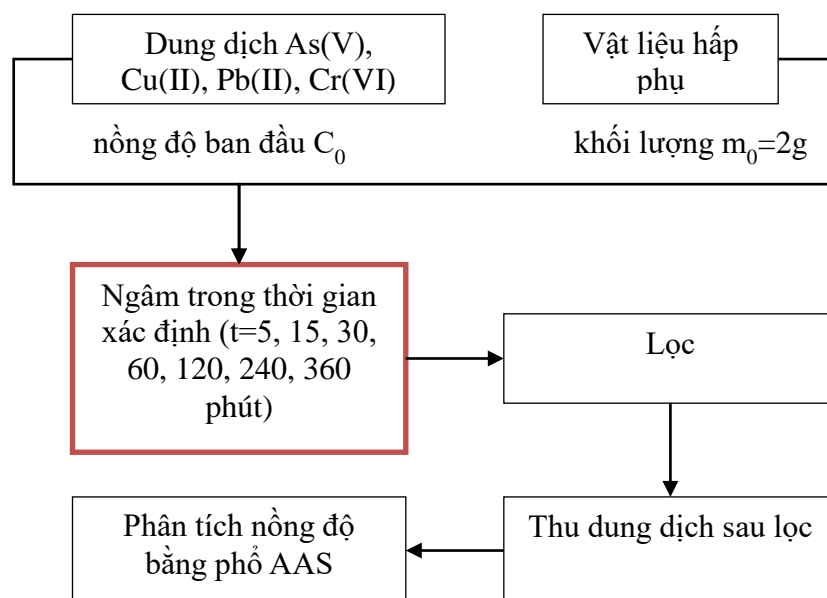 Dung dịch As(V),
Cu(II), Pb(II), Cr(VI)
Vật liệu hấp
phụ
nồng độ ban đầu C₀
khối lượng m₀=2g
Ngâm trong thời gian
xác định (t=5, 15, 30,
60, 120, 240, 360
phút)
Lọc
Thu dung dịch sau lọc
Phân tích nồng độ
bằng phổ AAS